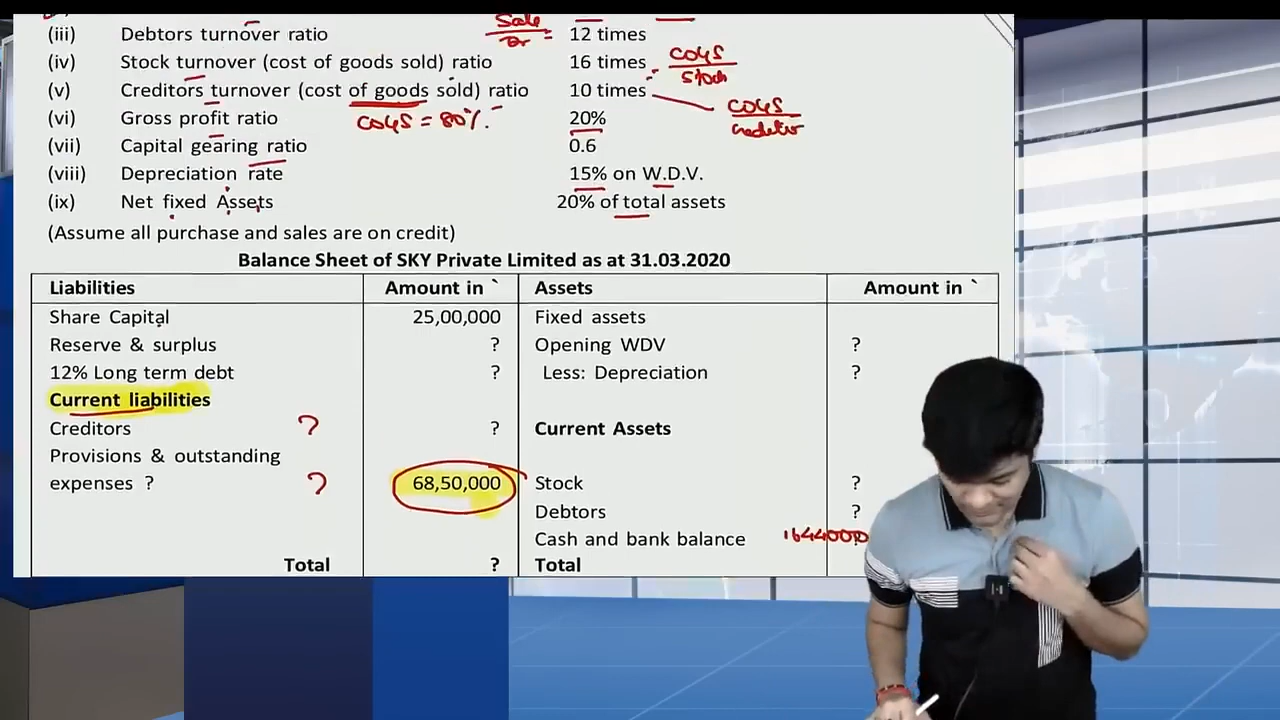 Sale
(iii) Debtors turnover ratio Dr = 12 times
(iv) Stock turnover (cost of goods sold) ratio 16 times COGS
Stock
(v) Creditors turnover (cost of goods sold) ratio 10 times COGS
creditor
(vi) Gross profit ratio COGS = 80%. 20%
(vii) Capital gearing ratio 0.6
(viii) Depreciation rate 15% on W.D.V.
(ix) Net fixed Assets 20% of total assets
(Assume all purchase and sales are on credit)
Balance Sheet of SKY Private Limited as at 31.03.2020
Liabilities Amount in ` Assets Amount in `
Share Capital 25,00,000 Fixed assets
Reserve & surplus ? Opening WDV ?
12% Long term debt ? Less: Depreciation ?
Current liabilities
Creditors ? ? Current Assets
Provisions & outstanding
expenses ? ? 68,50,000 Stock ?
Debtors ?
Cash and bank balance 1644000
Total ? Total